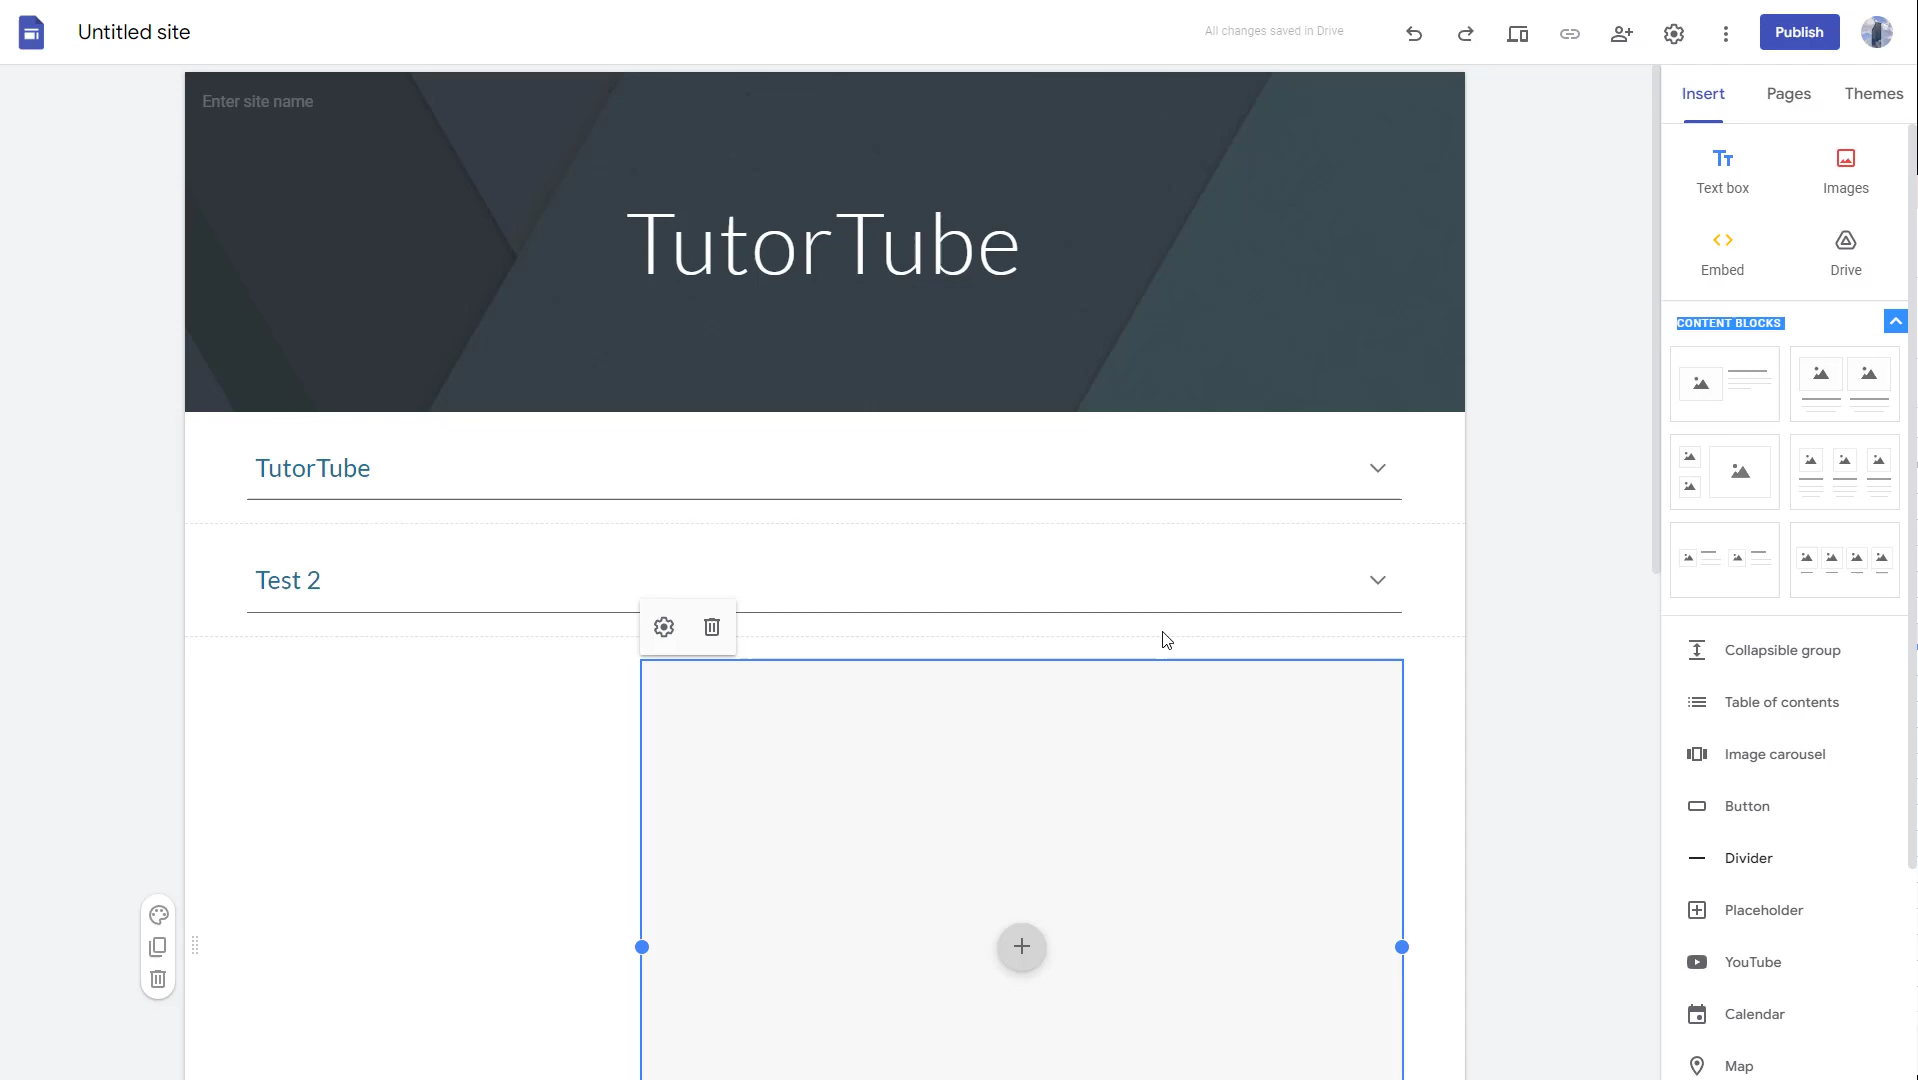 Untitled site
All changes saved in Drive
Publish
Enter site name
TutorTube
TutorTube
Test 2
Insert
Pages
Themes
Text box
Images
Embed
Drive
CONTENT BLOCKS
Collapsible group
Table of contents
Image carousel
Button
Divider
Placeholder
YouTube
Calendar
Map